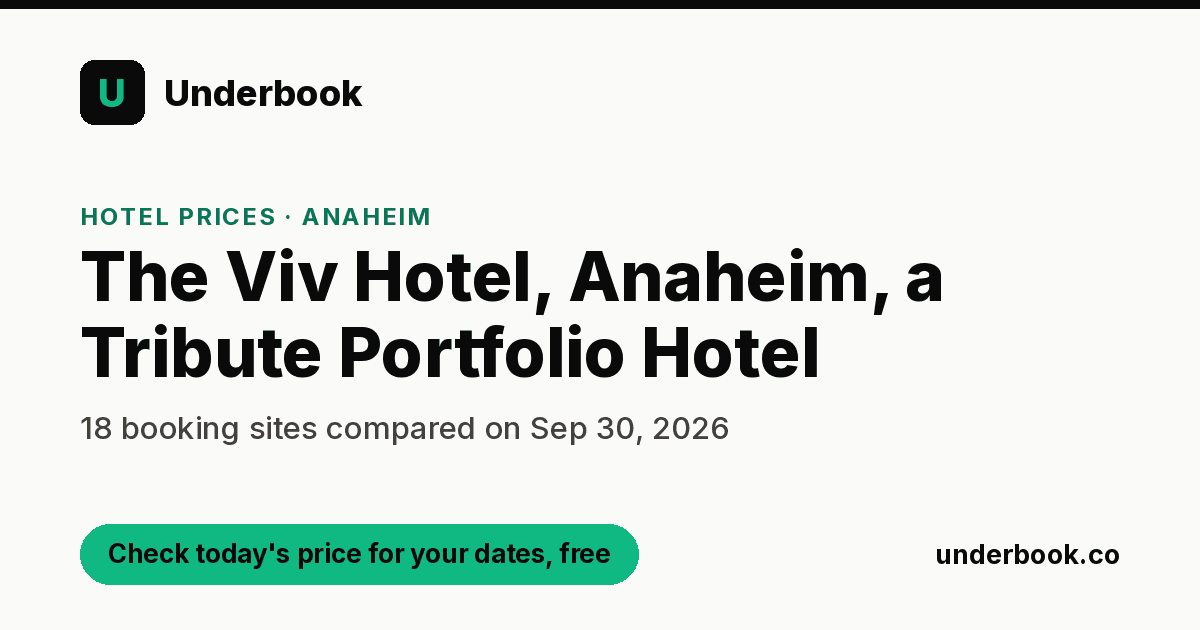 U Underbook
HOTEL PRICES · ANAHEIM
The Viv Hotel, Anaheim, a
Tribute Portfolio Hotel
18 booking sites compared on Sep 30, 2026
Check today's price for your dates, free
underbook.co